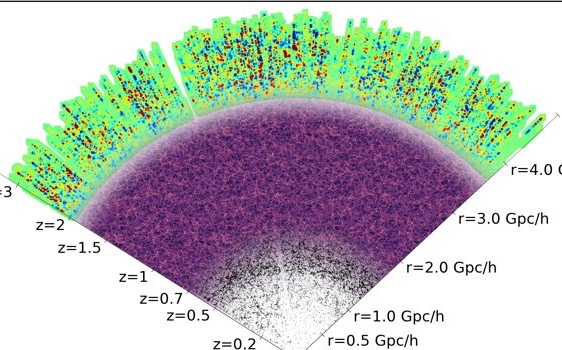 =3
z=2
z=1.5
z=1
z=0.7
z=0.5
z=0.2
r=4.0 G
r=3.0 Gpc/h
r=2.0 Gpc/h
r=1.0 Gpc/h
r=0.5 Gpc/h